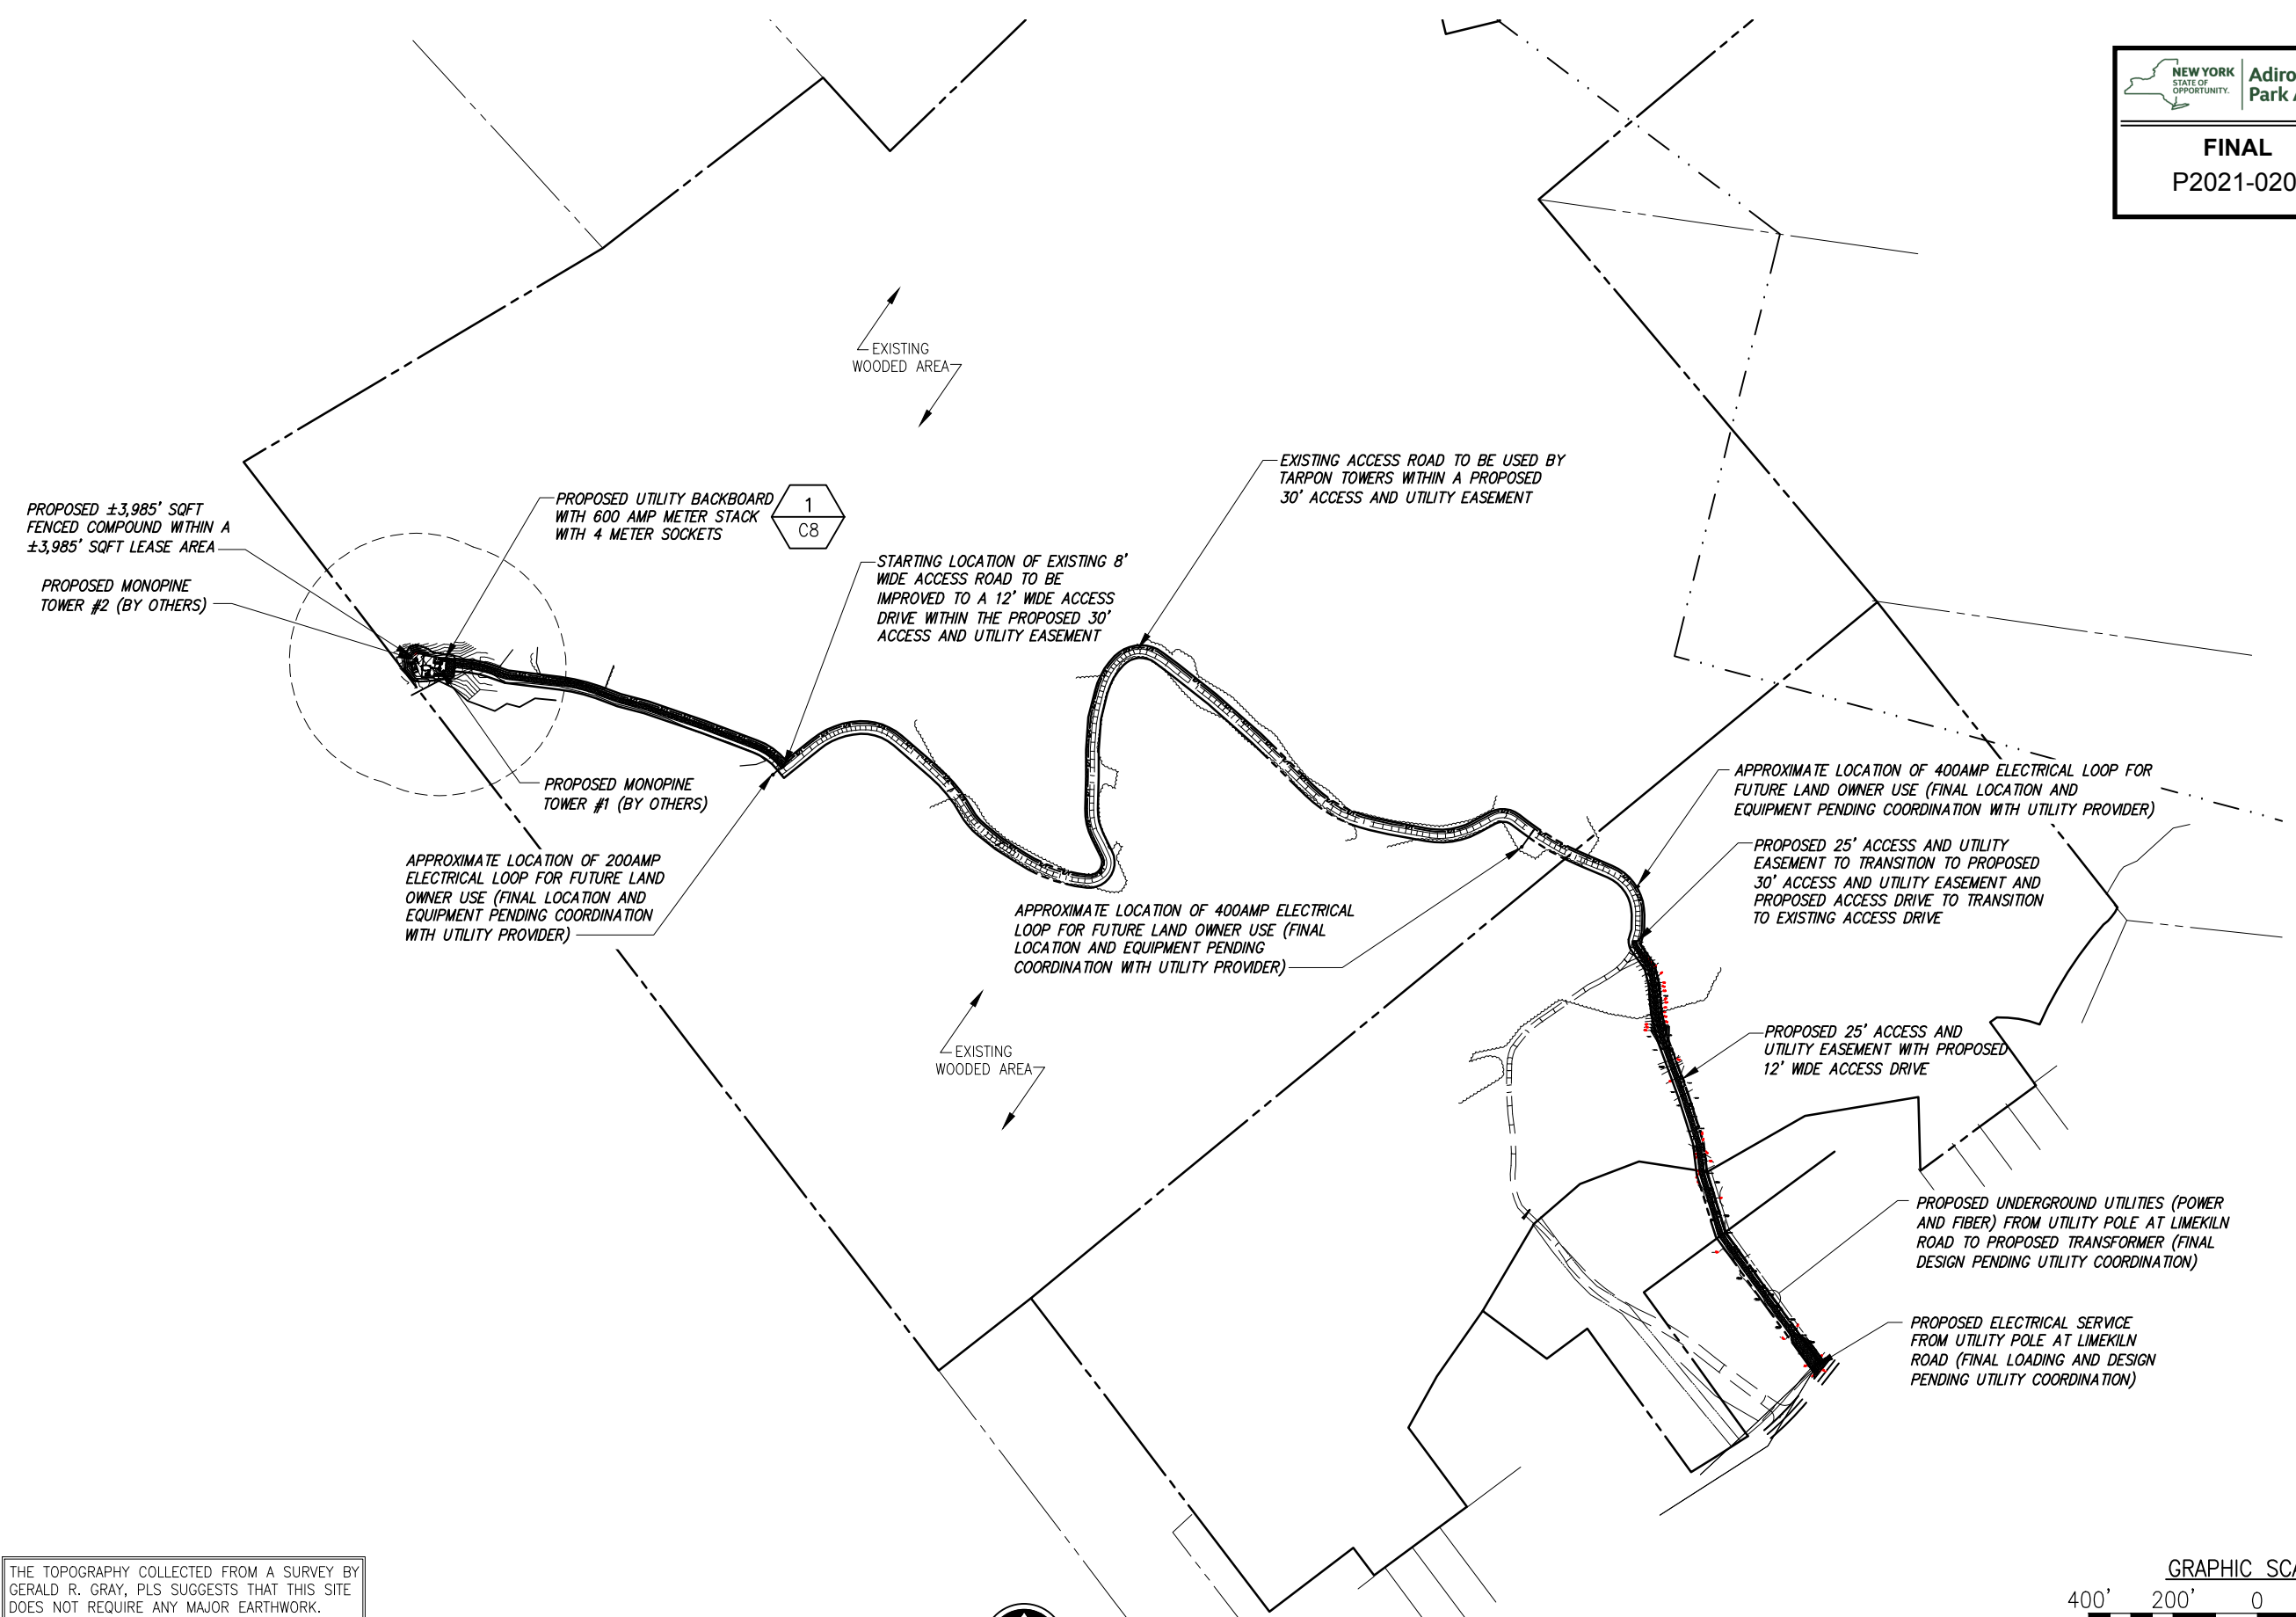 NEW YORK
STATE OF
OPPORTUNITY.
FINAL
P2021-020
EXISTING
WOODED AREA
EXISTING ACCESS ROAD TO BE USED BY
TARPON TOWERS WITHIN A PROPOSED
30' ACCESS AND UTILITY EASEMENT
PROPOSED ±3,985' SQFT
FENCED COMPOUND WITHIN A
±3,985' SQFT LEASE AREA
PROPOSED UTILITY BACKBOARD
WITH 600 AMP METER STACK
WITH 4 METER SOCKETS
1
C8
PROPOSED MONOPINE
TOWER #2 (BY OTHERS)
STARTING LOCATION OF EXISTING 8'
WIDE ACCESS ROAD TO BE
IMPROVED TO A 12' WIDE ACCESS
DRIVE WITHIN THE PROPOSED 30'
ACCESS AND UTILITY EASEMENT
PROPOSED MONOPINE
TOWER #1 (BY OTHERS)
APPROXIMATE LOCATION OF 400AMP ELECTRICAL LOOP FOR
FUTURE LAND OWNER USE (FINAL LOCATION AND
EQUIPMENT PENDING COORDINATION WITH UTILITY PROVIDER)
PROPOSED 25' ACCESS AND UTILITY
EASEMENT TO TRANSITION TO PROPOSED
30' ACCESS AND UTILITY EASEMENT AND
PROPOSED ACCESS DRIVE TO TRANSITION
TO EXISTING ACCESS DRIVE
APPROXIMATE LOCATION OF 200AMP
ELECTRICAL LOOP FOR FUTURE LAND
OWNER USE (FINAL LOCATION AND
EQUIPMENT PENDING COORDINATION
WITH UTILITY PROVIDER)
APPROXIMATE LOCATION OF 400AMP ELECTRICAL
LOOP FOR FUTURE LAND OWNER USE (FINAL
LOCATION AND EQUIPMENT PENDING
COORDINATION WITH UTILITY PROVIDER)
EXISTING
WOODED AREA
PROPOSED 25' ACCESS AND
UTILITY EASEMENT WITH PROPOSED
12' WIDE ACCESS DRIVE
PROPOSED UNDERGROUND UTILITIES (POWER
AND FIBER) FROM UTILITY POLE AT LIMEKILN
ROAD TO PROPOSED TRANSFORMER (FINAL
DESIGN PENDING UTILITY COORDINATION)
PROPOSED ELECTRICAL SERVICE
FROM UTILITY POLE AT LIMEKILN
ROAD (FINAL LOADING AND DESIGN
PENDING UTILITY COORDINATION)
THE TOPOGRAPHY COLLECTED FROM A SURVEY BY
GERALD R. GRAY, PLS SUGGESTS THAT THIS SITE
DOES NOT REQUIRE ANY MAJOR EARTHWORK.
GRAPHIC
400' 200' 0